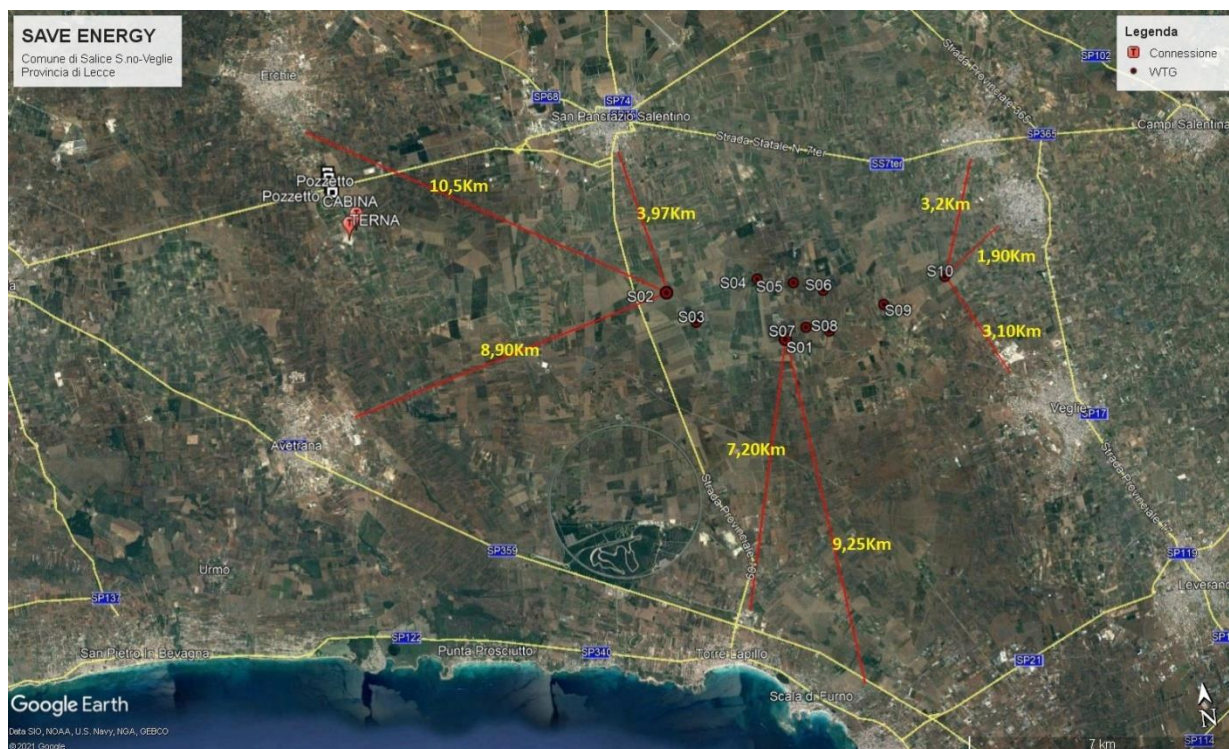 SAVE ENERGY
Comune di Salice S.no-Veglie
Provincia di Lecce
Legenda
T Connessione
WTG
SP102
Erchie
SP68
SP74
San Pancrazio Salentino
Strada Provinciale 365
SP365
Campi Salentina
Strada Statale N. 7ter
SS7ter
Pozzetto
Pozzetto
CABINA
TERNA
10,5Km
3,97Km
3,2Km
1,90Km
S10
S04
S05
S06
S02
S09
S03
S07
S08
S01
3,10Km
8,90Km
Veglie
SP17
Avetrana
7,20Km
9,25Km
SP359
SP119
Leverano
Urmo
SP137
SP122
SP340
San Pietro In Bevagna
Punta Prosciutto
Torre Lapillo
SP21
Scala di Furno
Google Earth
Data SIO, NOAA, U.S. Navy, NGA, GEBCO
© 2021 Google
N
7 km
SP114